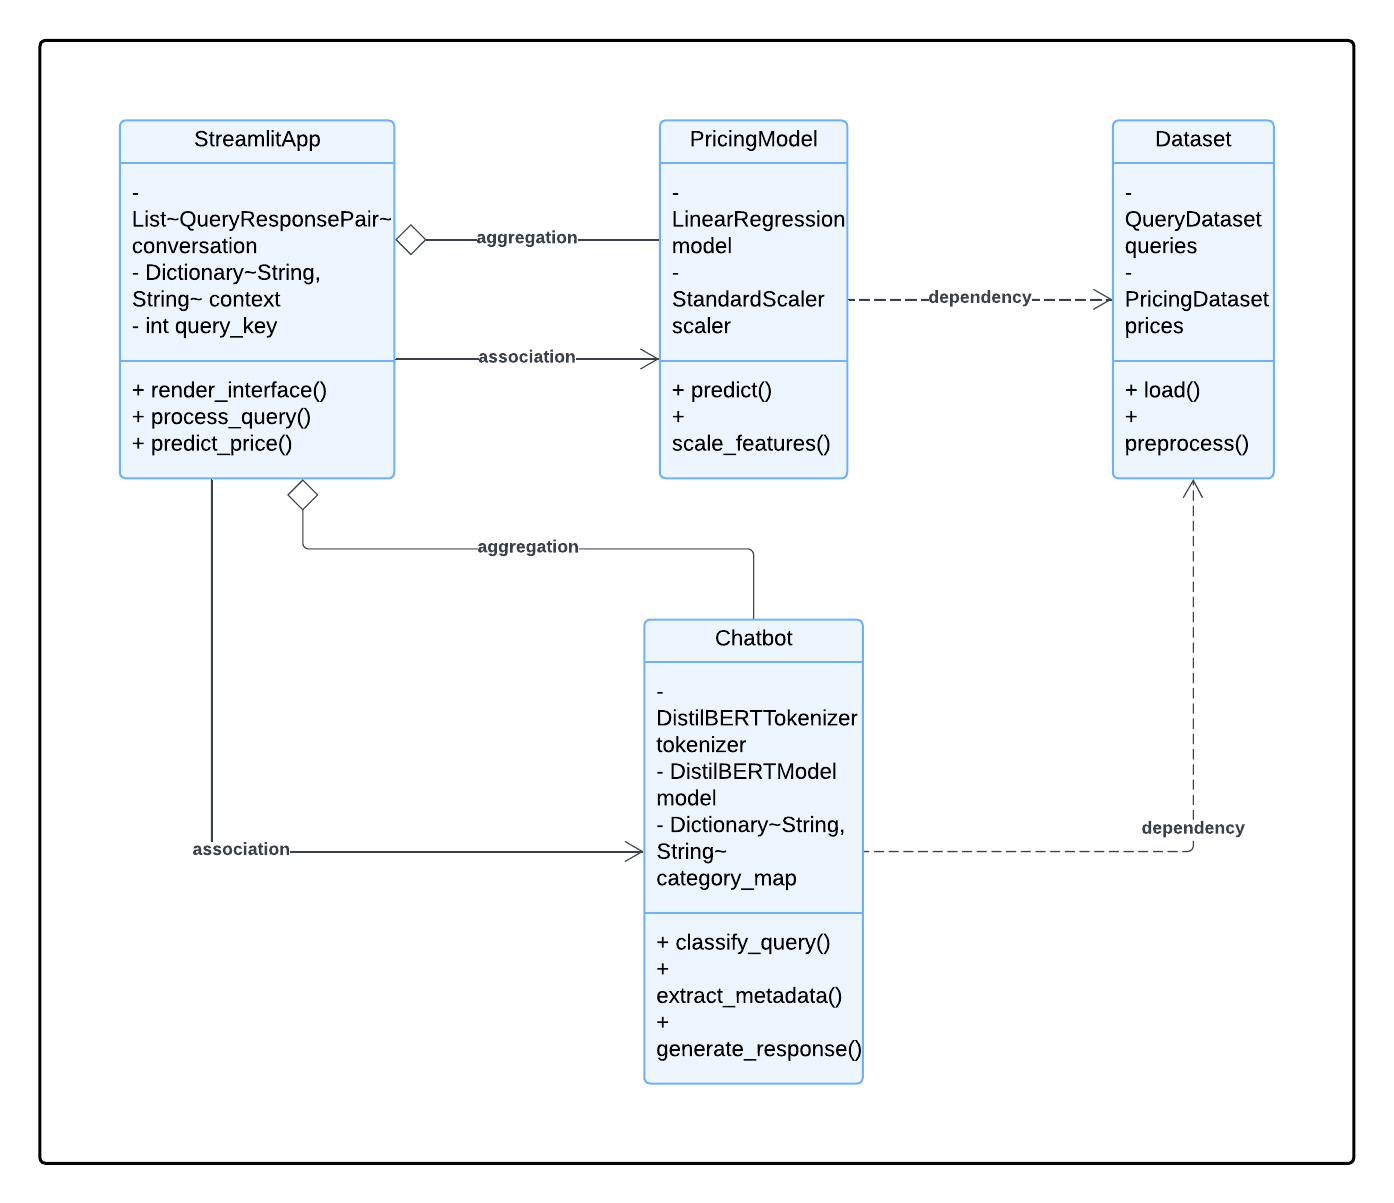 StreamlitApp
-
List~QueryResponsePair~
conversation
- Dictionary~String,
String~ context
- int query_key
+ render_interface()
+ process_query()
+ predict_price()
aggregation
association
PricingModel
-
LinearRegression
model
-
StandardScaler
scaler
+ predict()
+
scale_features()
dependency
Dataset
-
QueryDataset
queries
-
PricingDataset
prices
+ load()
+
preprocess()
aggregation
association
Chatbot
-
DistilBERTTokenizer
tokenizer
- DistilBERTModel
model
- Dictionary~String,
String~
category_map
+ classify_query()
+
extract_metadata()
+
generate_response()
dependency